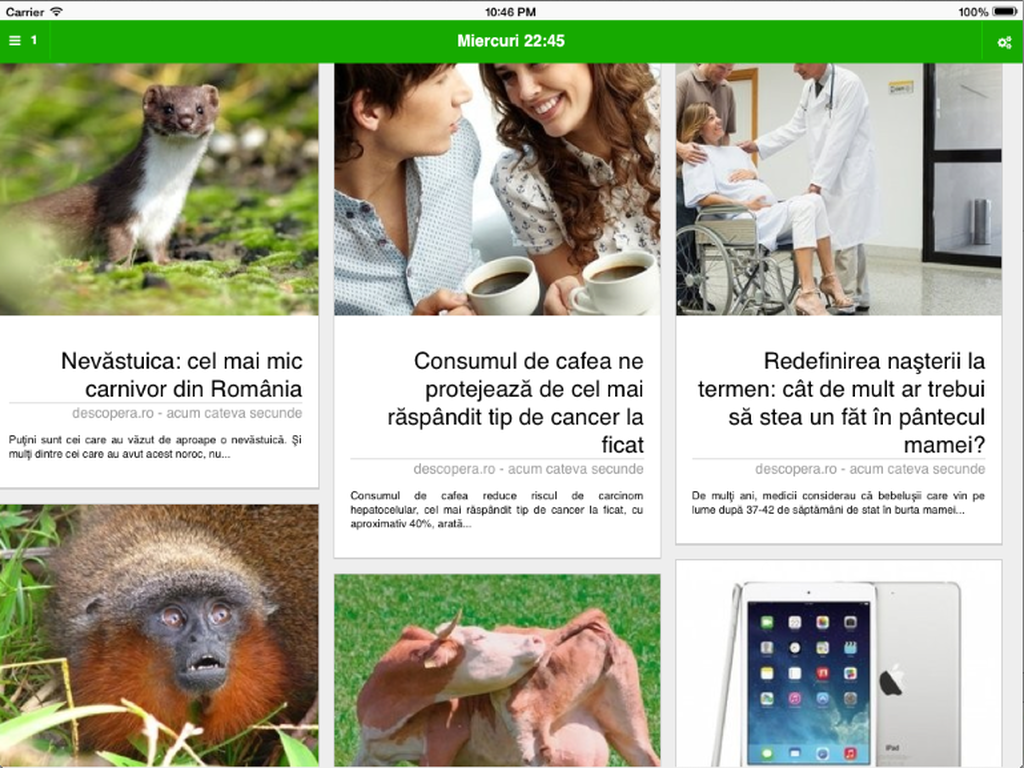 Carrier
10:46 PM
100%
1
Miercuri 22:45
Nevăstuica: cel mai mic
carnivor din România
descopera.ro - acum cateva secunde
Puţini sunt cei care au văzut de aproape o nevăstuică. Şi
mulţi dintre cei care au avut acest noroc, nu...
Consumul de cafea ne
protejează de cel mai
răspândit tip de cancer la
ficat
descopera.ro - acum cateva secunde
Consumul de cafea reduce riscul de carcinom
hepatocelular, cel mai răspândit tip de cancer la ficat, cu
aproximativ 40%, arată...
Redefinirea naşterii la
termen: cât de mult ar trebui
să stea un făt în pântecul
mamei?
descopera.ro - acum cateva secunde
De mulţi ani, medicii considerau că bebeluşii care vin pe
lume după 37-42 de săptămâni de stat în burta mamei...
iPad